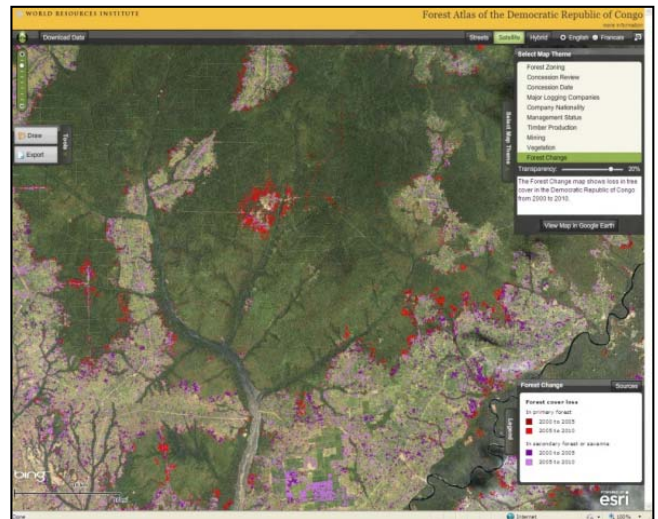 WORLD RESOURCES INSTITUTE
Forest Atlas of the Democratic Republic of Congo
more information
Download Data
Streets Satellite Hybrid English Francais
Select Map Theme
Forest Zoning
Concession Review
Concession Date
Major Logging Companies
Company Nationality
Management Status
Timber Production
Mining
Vegetation
Forest Change
Transparency: 20%
The Forest Change map shows loss in tree
cover in the Democratic Republic of Congo
from 2000 to 2010.
View Map in Google Earth
Select Map Theme
Draw
Export
Tools
Forest Change Sources
Forest cover loss
In primary forest
2000 to 2005
2005 to 2010
In secondary forest or savanna
2000 to 2005
2005 to 2010
Legend
bing
POWERED BY
esri
Done
Internet
100%